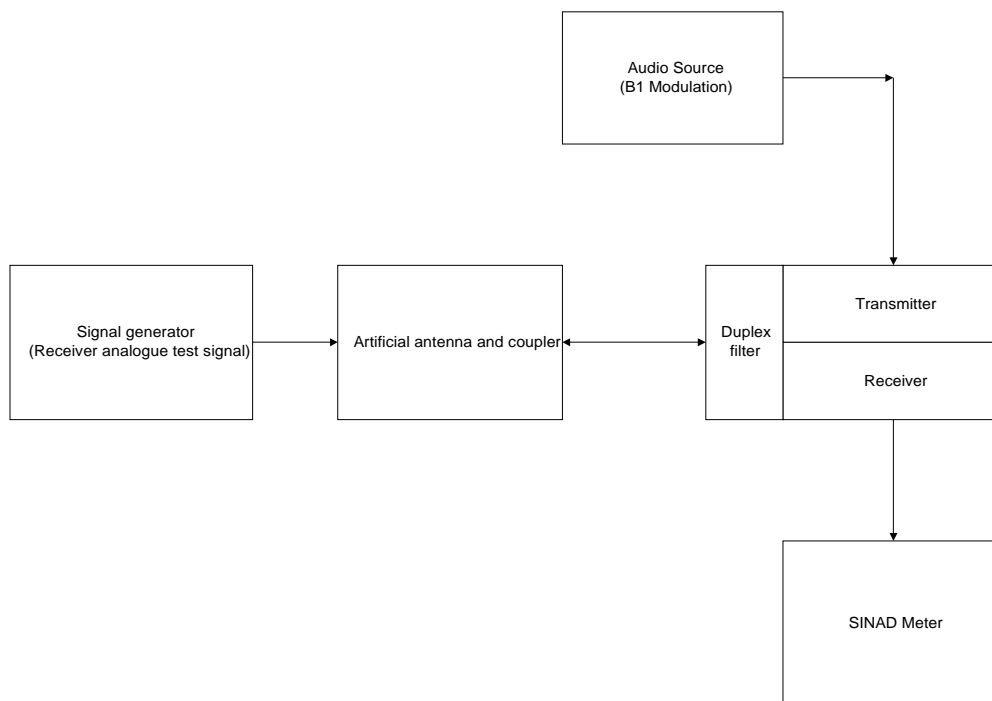 Audio Source
(B1 Modulation)
Signal generator
(Receiver analogue test signal)
Artificial antenna and coupler
Duplex
filter
Transmitter
Receiver
SINAD Meter